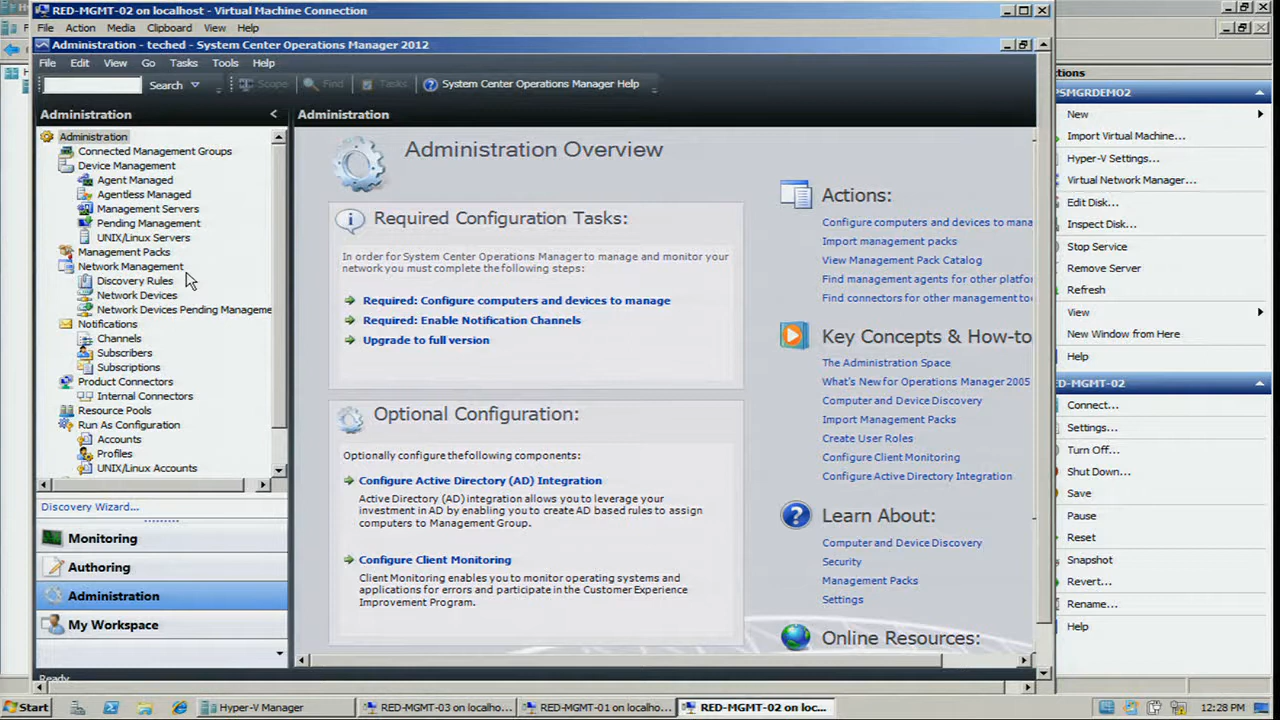 RED-MGMT-02 on localhost - Virtual Machine Connection
File Action Media Clipboard View Help
Administration - teched - System Center Operations Manager 2012
File Edit View Go Tasks Tools Help
Search Scope Find Tasks System Center Operations Manager Help
Administration
Administration
Connected Management Groups
Device Management
Agent Managed
Agentless Managed
Management Servers
Pending Management
UNIX/Linux Servers
Management Packs
Network Management
Discovery Rules
Network Devices
Network Devices Pending Manageme
Notifications
Channels
Subscribers
Subscriptions
Product Connectors
Internal Connectors
Resource Pools
Run As Configuration
Accounts
Profiles
UNIX/Linux Accounts
Discovery Wizard...
Monitoring
Authoring
Administration
My Workspace
Ready
Administration
Administration Overview
Required Configuration Tasks:
In order for System Center Operations Manager to manage and monitor your
network you must complete the following steps:
Required: Configure computers and devices to manage
Required: Enable Notification Channels
Upgrade to full version
Optional Configuration:
Optionally configure the following components:
Configure Active Directory (AD) Integration
Active Directory (AD) integration allows you to leverage your
investment in AD by enabling you to create AD based rules to assign
computers to Management Group.
Configure Client Monitoring
Client Monitoring enables you to monitor operating systems and
applications for errors and participate in the Customer Experience
Improvement Program.
Actions:
Configure computers and devices to mana
Import management packs
View Management Pack Catalog
Find management agents for other platfor
Find connectors for other management too
Key Concepts & How-to
The Administration Space
What's New for Operations Manager 2005
Computer and Device Discovery
Import Management Packs
Create User Roles
Configure Client Monitoring
Configure Active Directory Integration
Learn About:
Computer and Device Discovery
Security
Management Packs
Settings
Online Resources:
ctions
PSMGRDEMO2
New
Import Virtual Machine...
Hyper-V Settings...
Virtual Network Manager...
Edit Disk...
Inspect Disk...
Stop Service
Remove Server
Refresh
View
New Window from Here
Help
ED-MGMT-02
Connect...
Settings...
Turn Off...
Shut Down...
Save
Pause
Reset
Snapshot
Revert...
Rename...
Help
Start Hyper-V Manager RED-MGMT-03 on localho... RED-MGMT-01 on localho... RED-MGMT-02 on loc... 12:28 PM